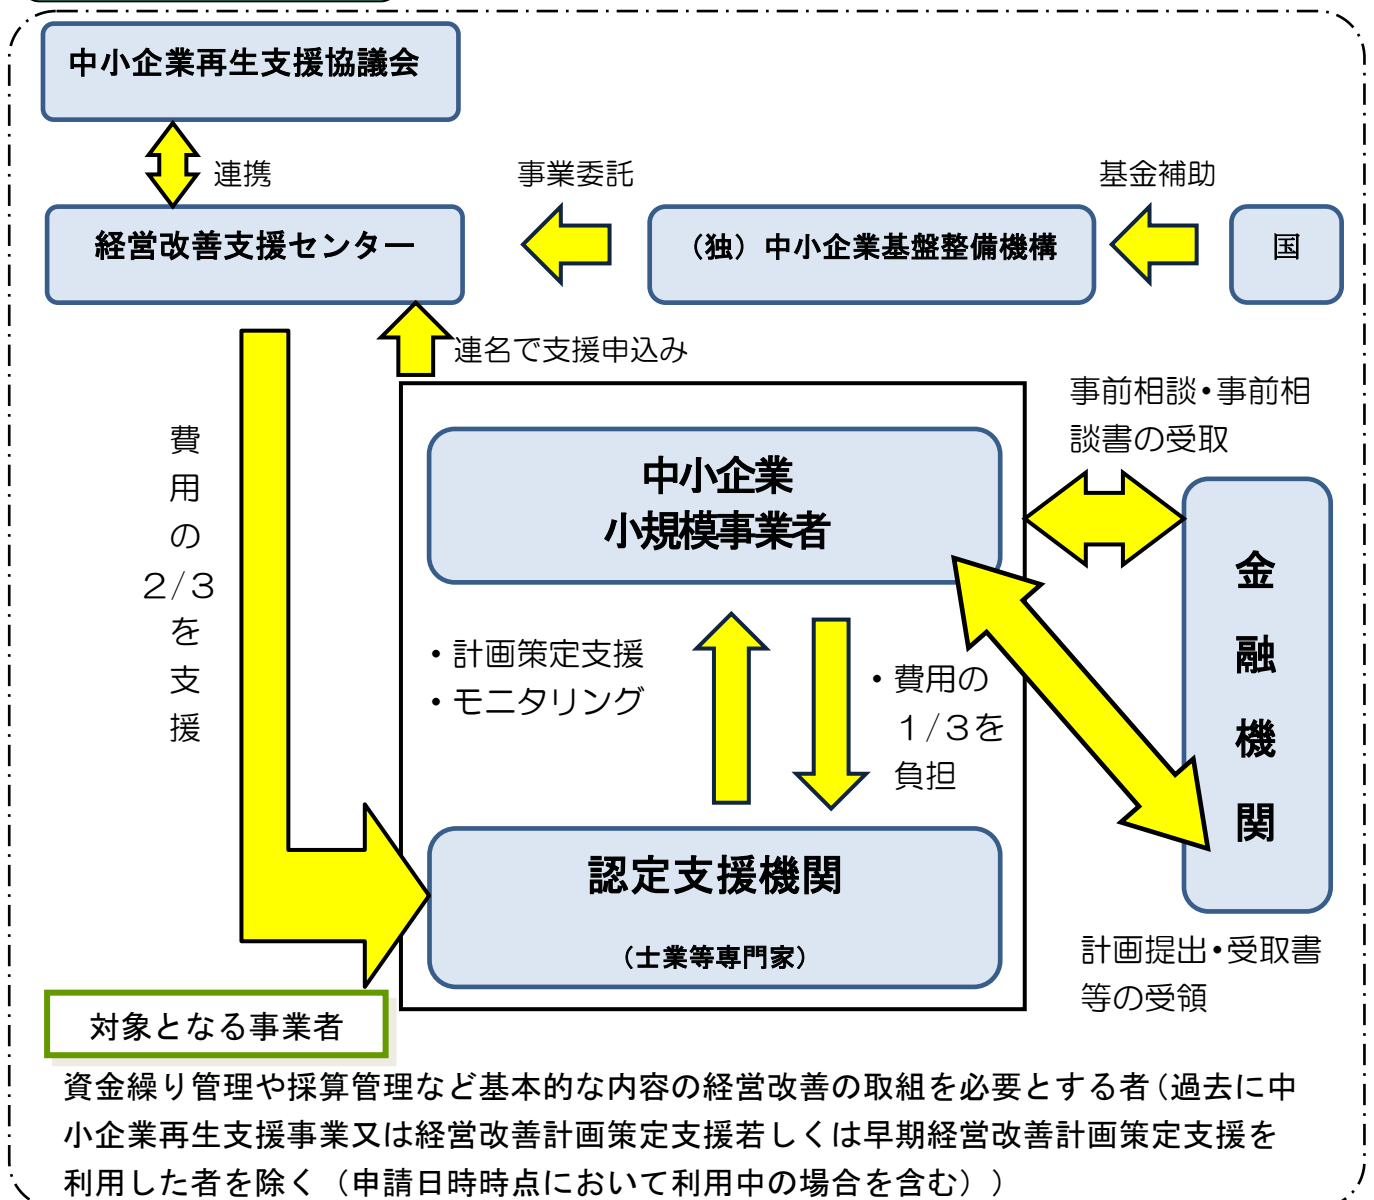 中小企業再生支援協議会
連携
事業委託
基金補助
経営改善支援センター
（独）中小企業基盤整備機構
国
連名で支援申込み
事前相談・事前相
談書の受取
費用の2/3を支援
中小企業
小規模事業者
金融機関
・計画策定支援
・モニタリング
・費用の
1/3を
負担
認定支援機関
（士業等専門家）
計画提出・受取書
等の受領
対象となる事業者
資金繰り管理や採算管理など基本的な内容の経営改善の取組を必要とする者（過去に中
小企業再生支援事業又は経営改善計画策定支援若しくは早期経営改善計画策定支援を
利用した者を除く（申請日時時点において利用中の場合を含む））